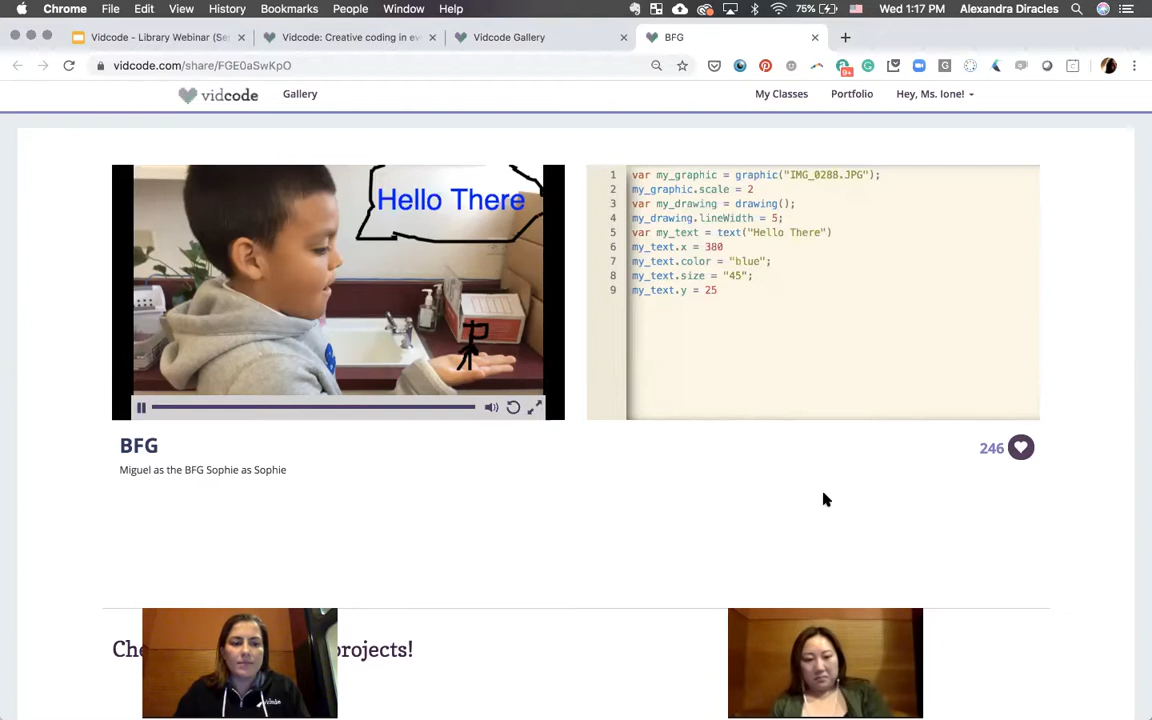 Chrome File Edit View History Bookmarks People Window Help 75% Wed 1:17 PM Alexandra Diracles
Vidcode - Library Webinar (Se Vidcode: Creative coding in ev Vidcode Gallery BFG
vidcode.com/share/FGE0aSwKpO 9+
vidcode Gallery My Classes Portfolio Hey, Ms. Ione!
Hello There
1 var my_graphic = graphic("IMG_0288.JPG");
2 my_graphic.scale = 2
3 var my_drawing = drawing();
4 my_drawing.lineWidth = 5;
5 var my_text = text("Hello There")
6 my_text.x = 380
7 my_text.color = "blue";
8 my_text.size = "45";
9 my_text.y = 25
BFG
246
Miguel as the BFG Sophie as Sophie
projects!